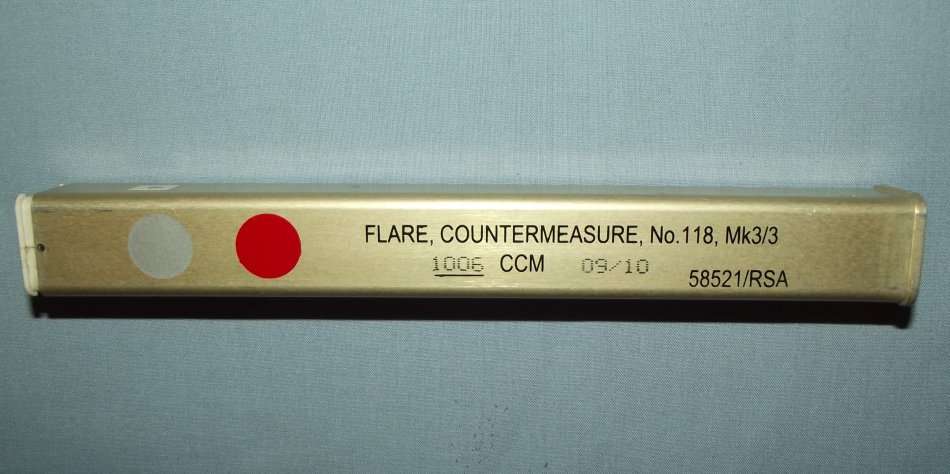 FLARE, COUNTERMEASURE, No.118, Mk3/3
1006 CCM 09/10
58521/RSA